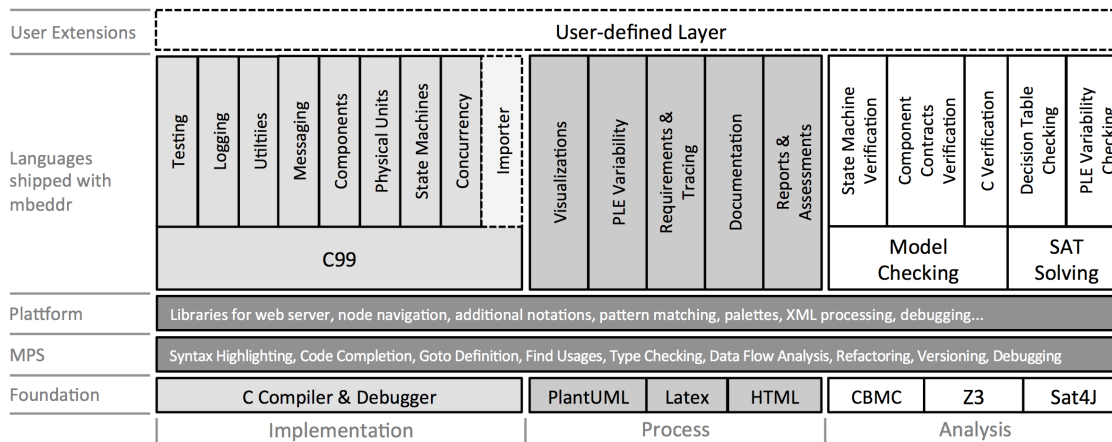 User Extensions
User-defined Layer
Languages
shipped with
mbeddr
Testing
Logging
Utilities
Messaging
Components
Physical Units
State Machines
Concurrency
Importer
C99
Visualizations
PLE Variability
Requirements &
Tracing
Documentation
Reports &
Assessments
State Machine
Verification
Component
Contracts
Verification
C Verification
Decision Table
Checking
PLE Variability
Checking
Model
Checking
SAT
Solving
Plattform
Libraries for web server, node navigation, additional notations, pattern matching, palettes, XML processing, debugging...
MPS
Syntax Highlighting, Code Completion, Goto Definition, Find Usages, Type Checking, Data Flow Analysis, Refactoring, Versioning, Debugging
Foundation
C Compiler & Debugger
PlantUML
Latex
HTML
CBMC
Z3
Sat4J
Implementation
Process
Analysis